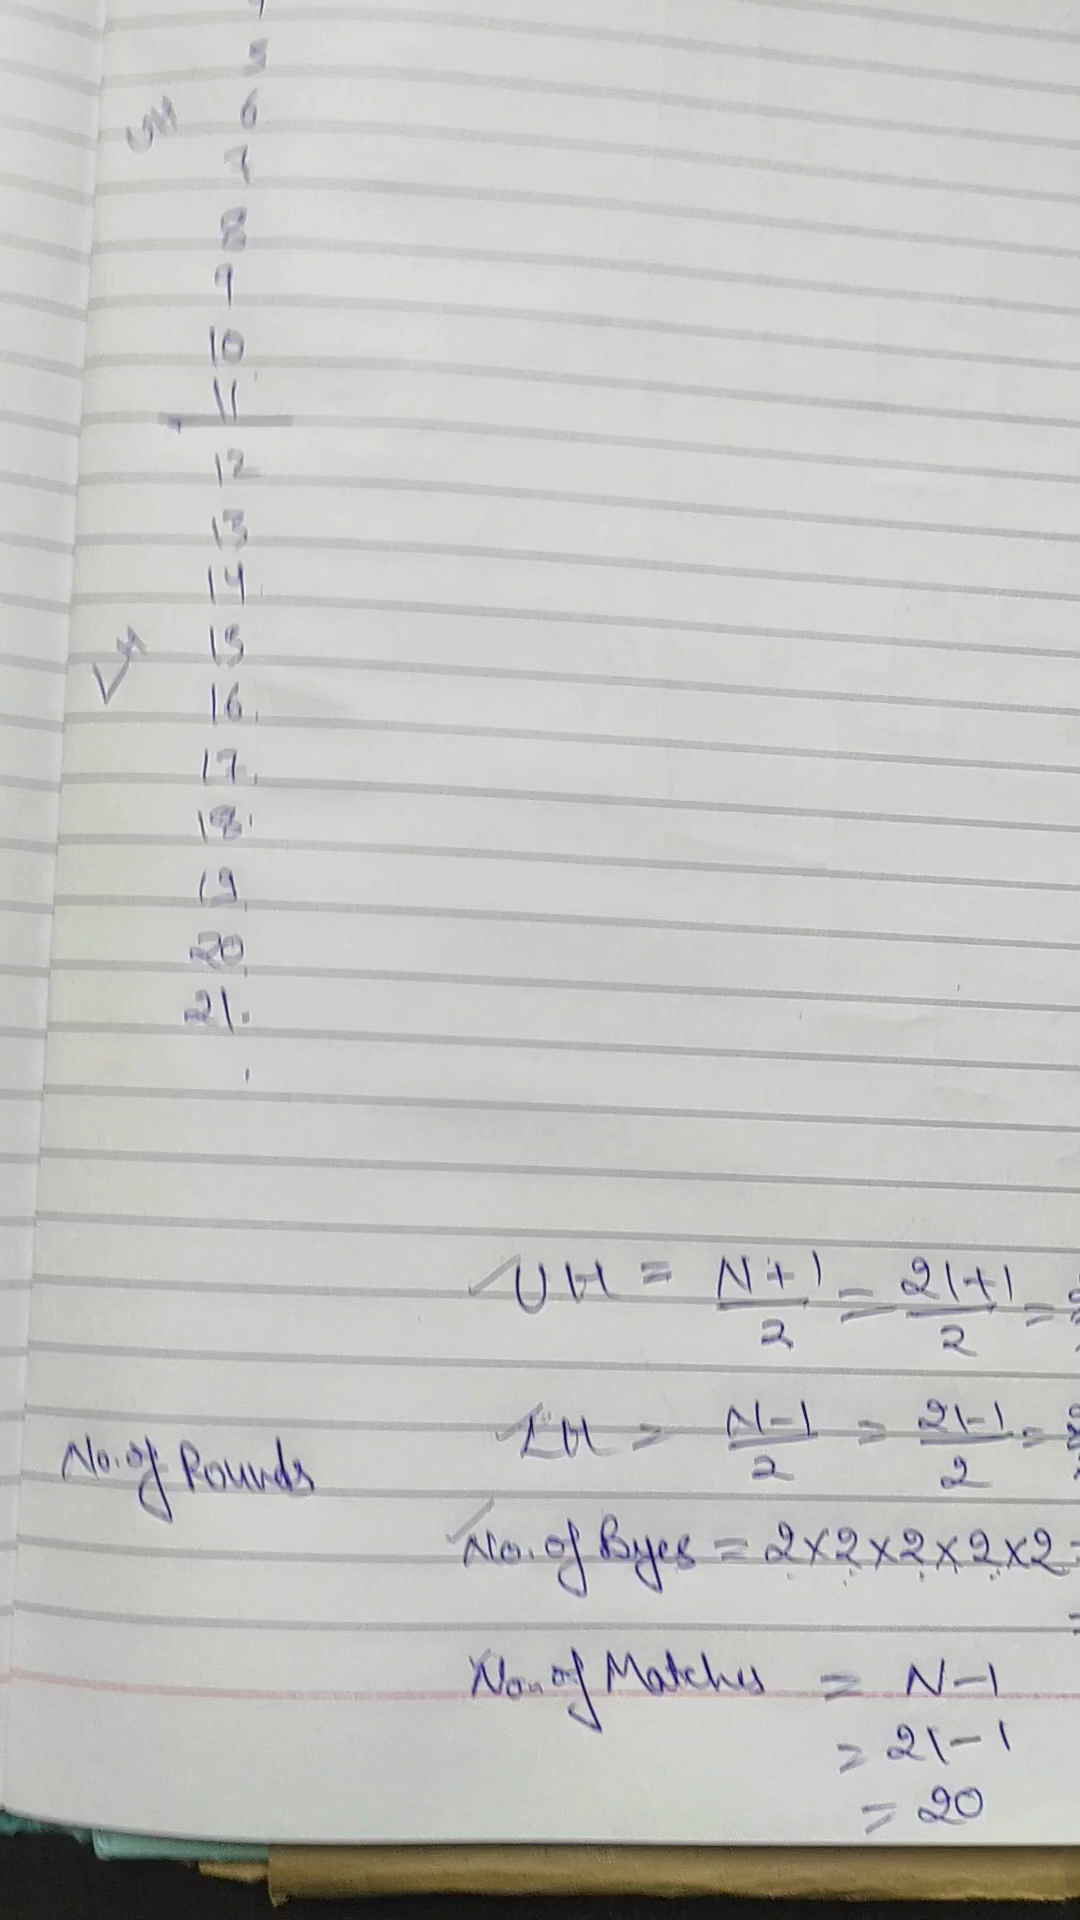 5
UH
6
7
8
9
10
11
12
13
14
LH
15
16.
17.
18.
19
20
21.
UH = N+1/2 = 21+1/2 =
LH = N-1/2 = 21-1/2 =
No. of Rounds
No. of Byes = 2×2×2×2×2
=
No. of Matches = N-1
= 21-1
= 20